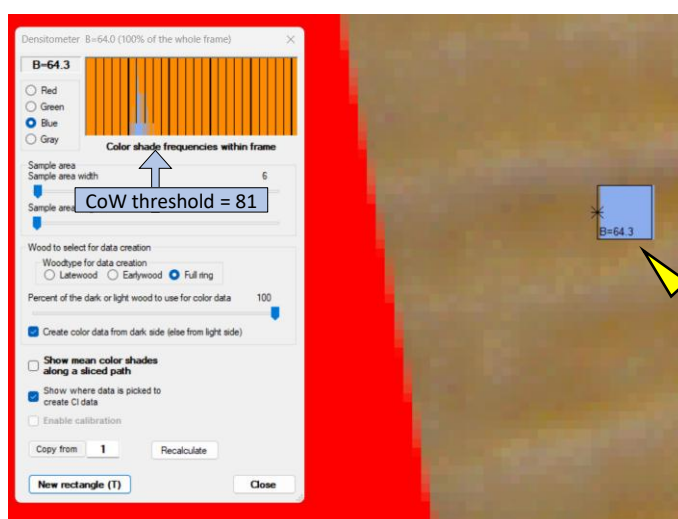 Densitometer B=64.0 (100% of the whole frame)
B=64.3
Red
Green
Blue
Gray
Color shade frequencies within frame
Sample area
Sample area width 6
CoW threshold = 81
Sample area
Wood to select for data creation
Woodtype for data creation
Latewood Earlywood Full ring
Percent of the dark or light wood to use for color data 100
Create color data from dark side (else from light side)
Show mean color shades
along a sliced path
Show where data is picked to
create CI data
Enable calibration
Copy from 1 Recalculate
New rectangle (T) Close
B=64.3